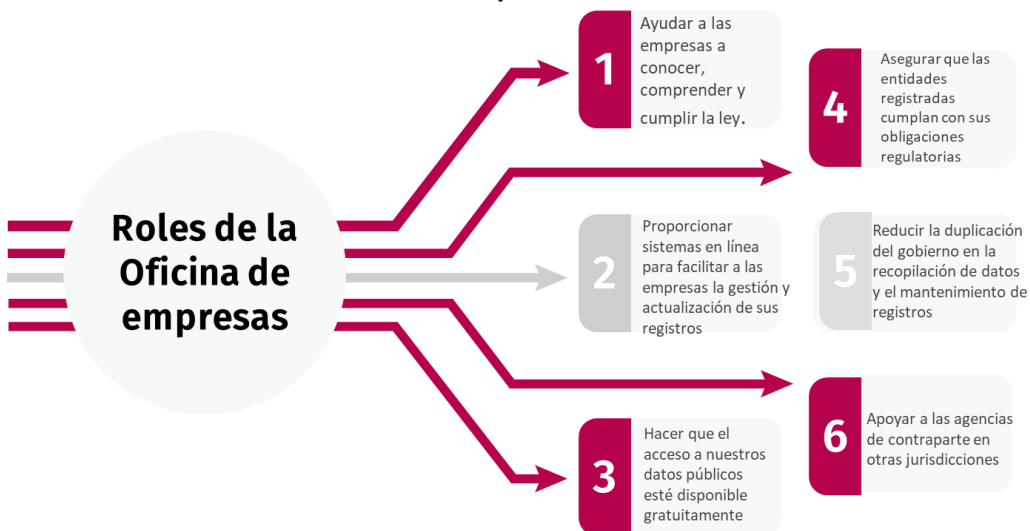 Roles de la
Oficina de
empresas
1
Ayudar a las
empresas a
conocer,
comprender y
cumplir la ley.
2
Proporcionar
sistemas en línea
para facilitar a las
empresas la gestión y
actualización de sus
registros
3
Hacer que el
acceso a nuestros
datos públicos
esté disponible
gratuitamente
4
Asegurar que las
entidades
registradas
cumplan con sus
obligaciones
regulatorias
5
Reducir la duplicación
del gobierno en la
recopilación de datos
y el mantenimiento de
registros
6
Apoyar a las agencias
de contraparte en
otras jurisdicciones